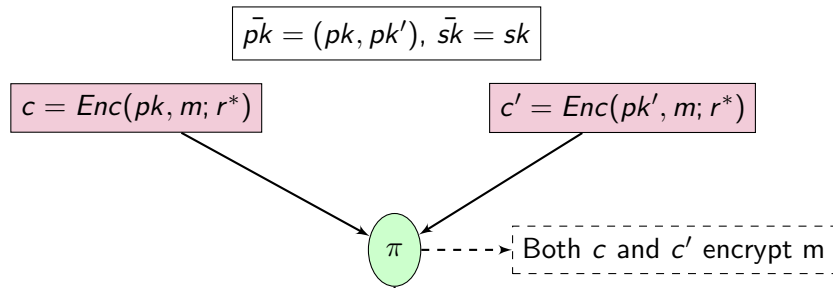 p̄k = (pk, pk′), s̄k = sk
c = Enc(pk, m; r*)
c′ = Enc(pk′, m; r*)
π
Both c and c′ encrypt m